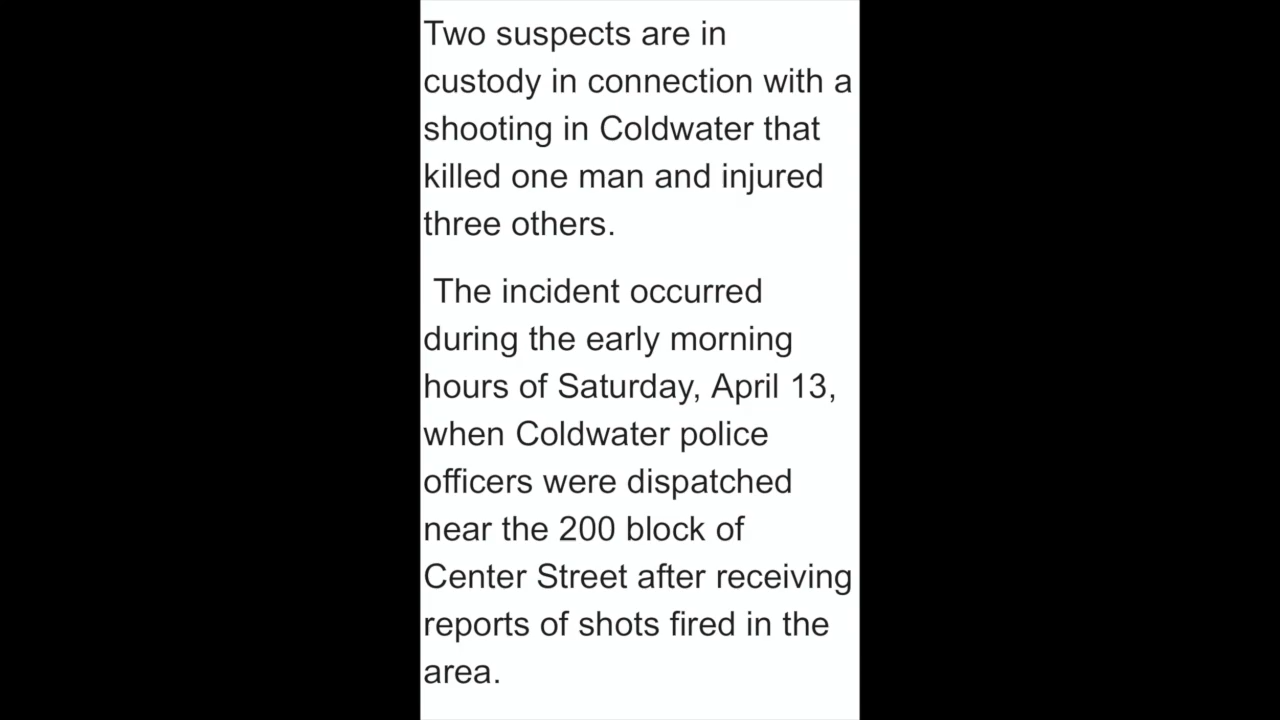 Two suspects are in
custody in connection with a
shooting in Coldwater that
killed one man and injured
three others.
The incident occurred
during the early morning
hours of Saturday, April 13,
when Coldwater police
officers were dispatched
near the 200 block of
Center Street after receiving
reports of shots fired in the
area.